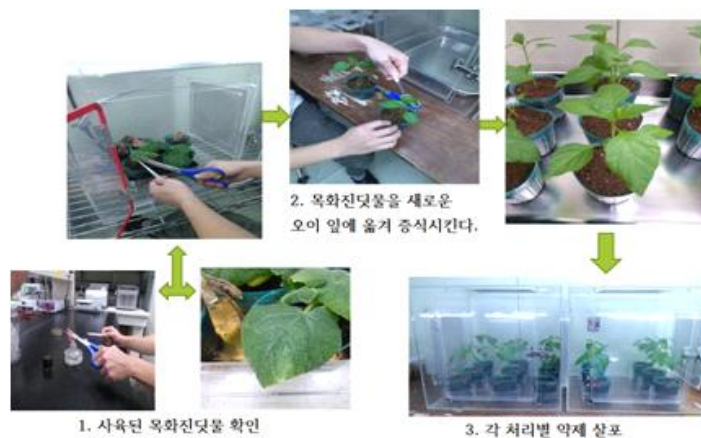 2. 목화진딧물을 새로운
오이 잎에 옮겨 증식시킨다.
1. 사육된 목화진딧물 확인
3. 각 처리별 약제 살포